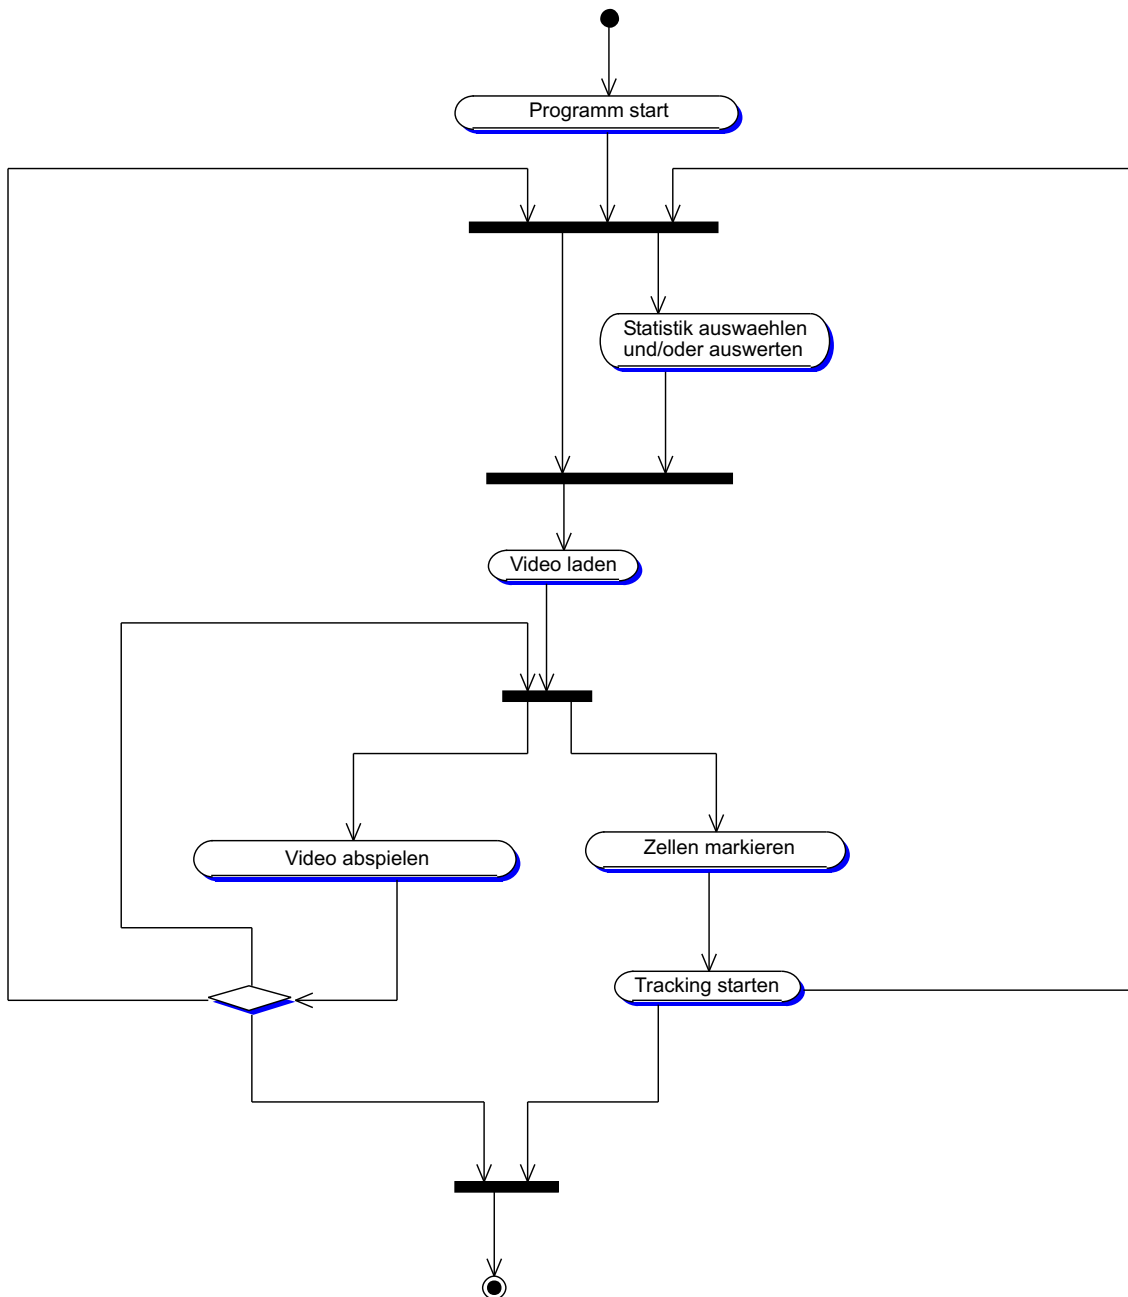 Programm start
Statistik auswaehlen
und/oder auswerten
Video laden
Video abspielen
Zellen markieren
Tracking starten